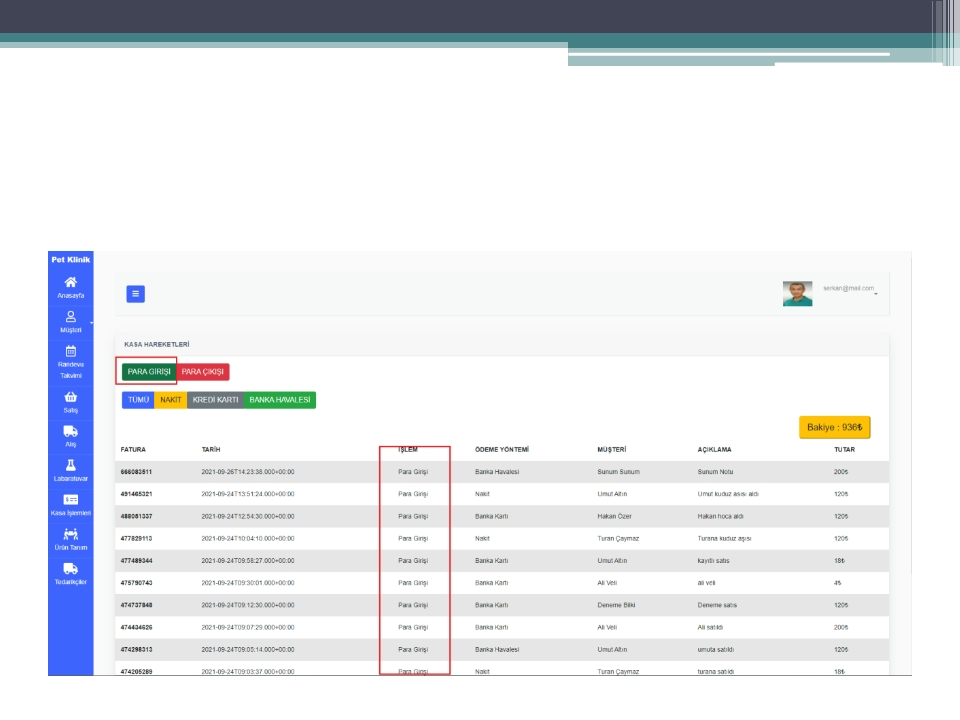 Pet Klinik
Anasayfa
Müşteri
Randevu
Takvimi
Satış
Alış
Labaratuvar
Kasa İşlemleri
Ürün Tanım
Tedarikçiler
serkan@mail.com
KASA HAREKETLERİ
PARA GİRİŞİ PARA ÇIKIŞI
TÜMÜ NAKİT KREDİ KARTI BANKA HAVALESİ
Bakiye : 936₺
FATURA TARİH İŞLEM ÖDEME YÖNTEMİ MÜŞTERİ AÇIKLAMA TUTAR
666083511 2021-09-26T14:23:38.000+00:00 Para Girişi Banka Havalesi Sunum Sunum Sunum Notu 200₺
491465321 2021-09-24T13:51:24.000+00:00 Para Girişi Nakit Umut Altın Umut kuduz asısı aldı 120₺
488051337 2021-09-24T12:54:30.000+00:00 Para Girişi Banka Kartı Hakan Özer Hakan hoca aldı 120₺
477829113 2021-09-24T10:04:10.000+00:00 Para Girişi Nakit Turan Çaymaz Turana kuduz aşısı 120₺
477489344 2021-09-24T09:58:27.000+00:00 Para Girişi Banka Kartı Umut Altın kayıtlı satıs 18₺
475790743 2021-09-24T09:30:01.000+00:00 Para Girişi Banka Kartı Ali Veli ali veli 4₺
474737848 2021-09-24T09:12:30.000+00:00 Para Girişi Banka Kartı Deneme Bilki Deneme satıs 120₺
474434626 2021-09-24T09:07:29.000+00:00 Para Girişi Banka Kartı Ali Veli Ali satıldı 200₺
474298313 2021-09-24T09:05:14.000+00:00 Para Girişi Banka Havalesi Umut Altın umuta satıldı 120₺
474205289 2021-09-24T09:03:37.000+00:00 Para Girişi Nakit Turan Çaymaz turana satıldı 18₺